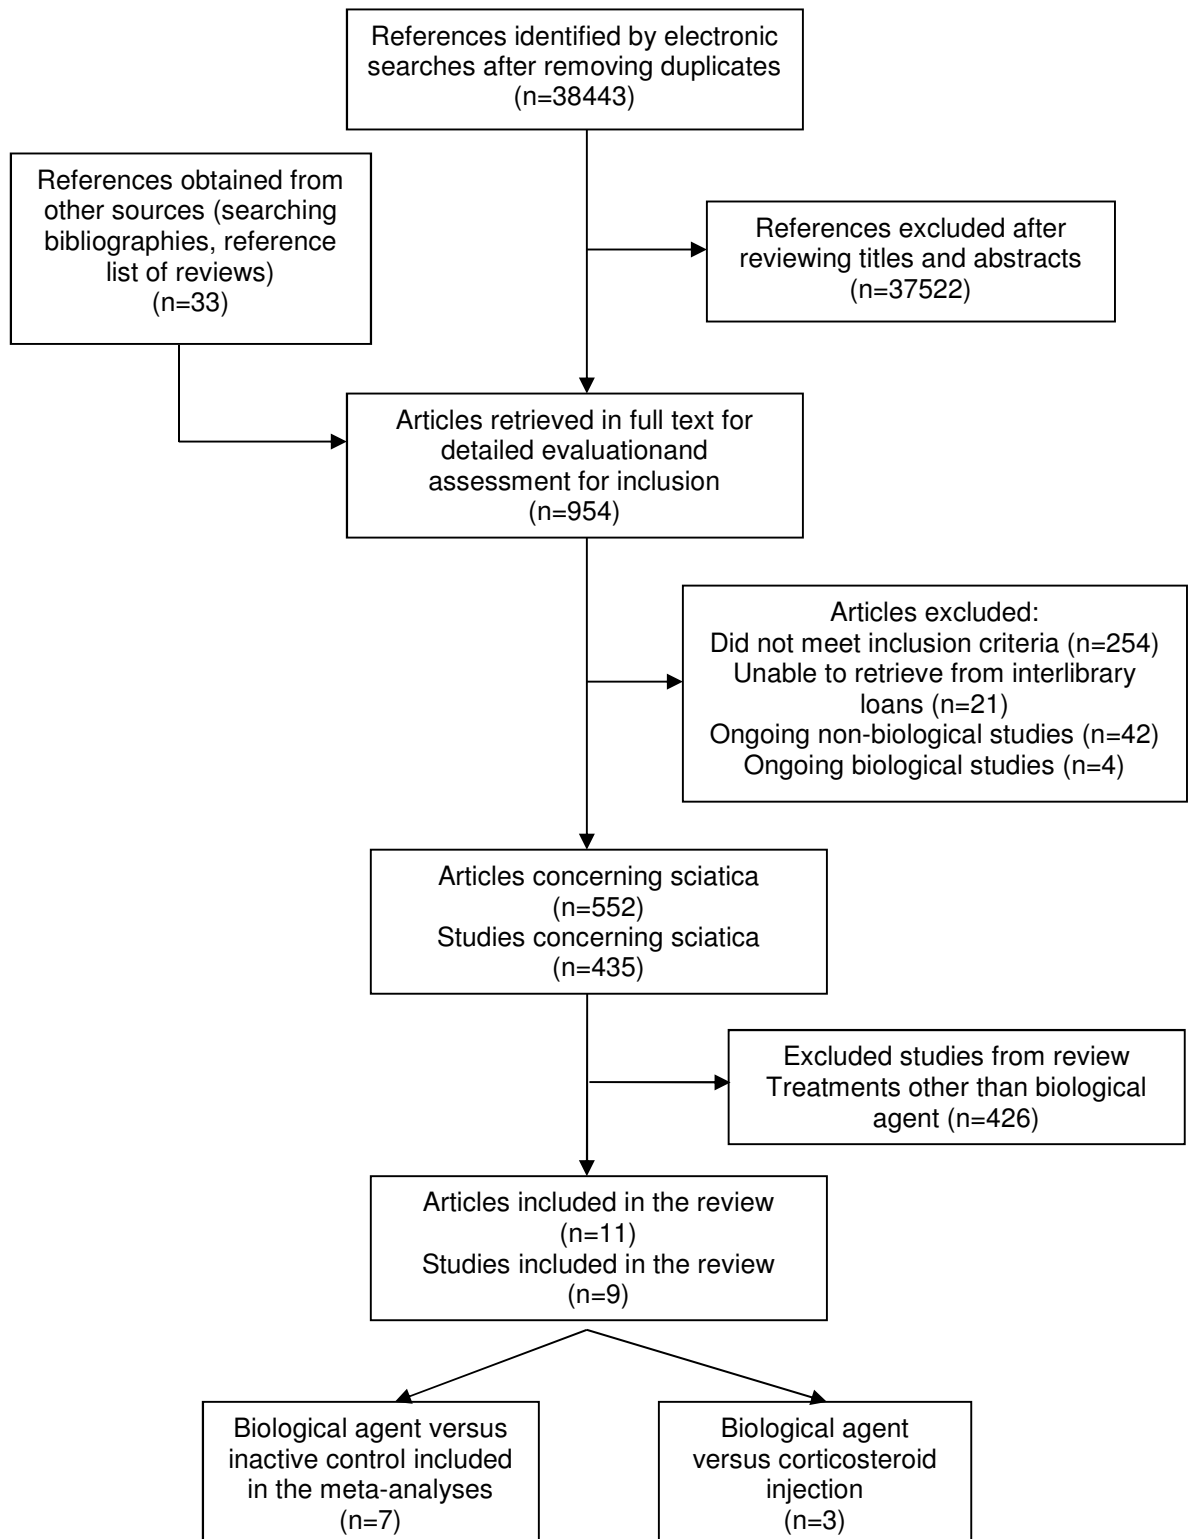 References identified by electronic
searches after removing duplicates
(n=38443)
References obtained from
other sources (searching
bibliographies, reference
list of reviews)
(n=33)
References excluded after
reviewing titles and abstracts
(n=37522)
Articles retrieved in full text for
detailed evaluationand
assessment for inclusion
(n=954)
Articles excluded:
Did not meet inclusion criteria (n=254)
Unable to retrieve from interlibrary
loans (n=21)
Ongoing non-biological studies (n=42)
Ongoing biological studies (n=4)
Articles concerning sciatica
(n=552)
Studies concerning sciatica
(n=435)
Excluded studies from review
Treatments other than biological
agent (n=426)
Articles included in the review
(n=11)
Studies included in the review
(n=9)
Biological agent versus
inactive control included
in the meta-analyses
(n=7)
Biological agent
versus corticosteroid
injection
(n=3)